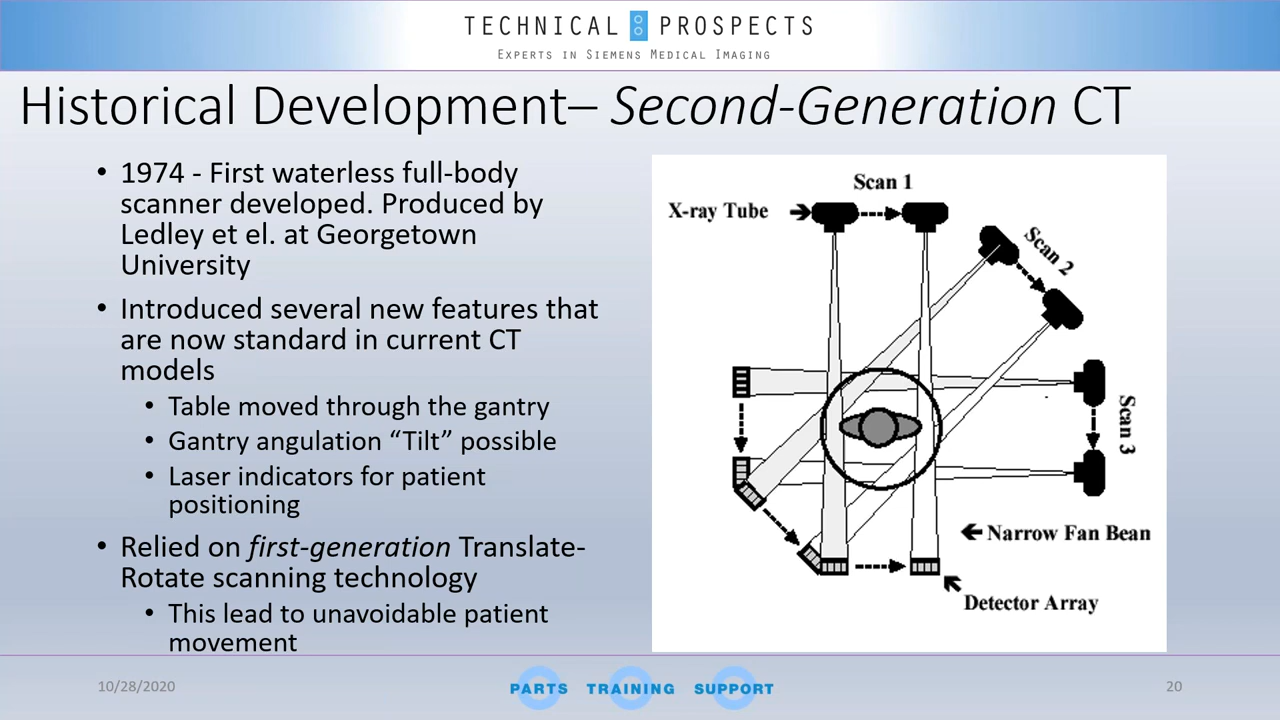 TECHNICAL PROSPECTS
EXPERTS IN SIEMENS MEDICAL IMAGING
Historical Development– Second-Generation CT
• 1974 - First waterless full-body
scanner developed. Produced by
Ledley et el. at Georgetown
University
• Introduced several new features that
are now standard in current CT
models
• Table moved through the gantry
• Gantry angulation “Tilt” possible
• Laser indicators for patient
positioning
• Relied on first-generation Translate-
Rotate scanning technology
• This lead to unavoidable patient
movement
Scan 1
X-ray Tube
Scan 2
Scan 3
Narrow Fan Bean
Detector Array
10/28/2020
PARTS TRAINING SUPPORT
20